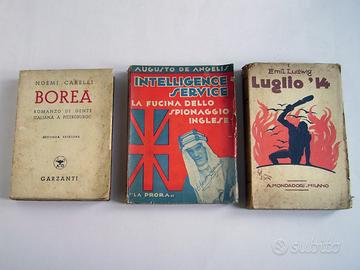 NOEMI CARELLI
BOREA
ROMANZO DI GENTE
ITALIANA A PIETROBURGO
SECONDA EDIZIONE
GARZANTI
AUGUSTO DE ANGELIS
INTELLIGENCE
SERVICE
LA FUCINA DELLO
SPIONAGGIO
INGLESE
"LA PRORA"
Emil Ludwig
Luglio '14
A. MONDADORI - MILANO
subito